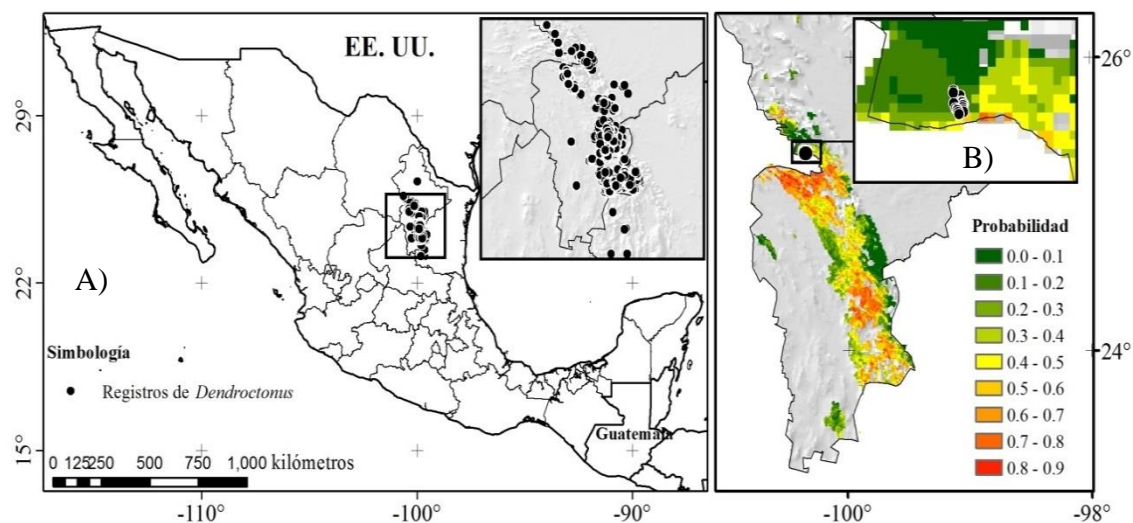 EE. UU.
29°
22°
15°
A)
Simbología
Registros de Dendroctonus
Guatemala
0 125 250 500 750 1,000 kilómetros
-110°
-100°
-90°
B)
26°
24°
Probabilidad
0.0 - 0.1
0.1 - 0.2
0.2 - 0.3
0.3 - 0.4
0.4 - 0.5
0.5 - 0.6
0.6 - 0.7
0.7 - 0.8
0.8 - 0.9
-100°
-98°